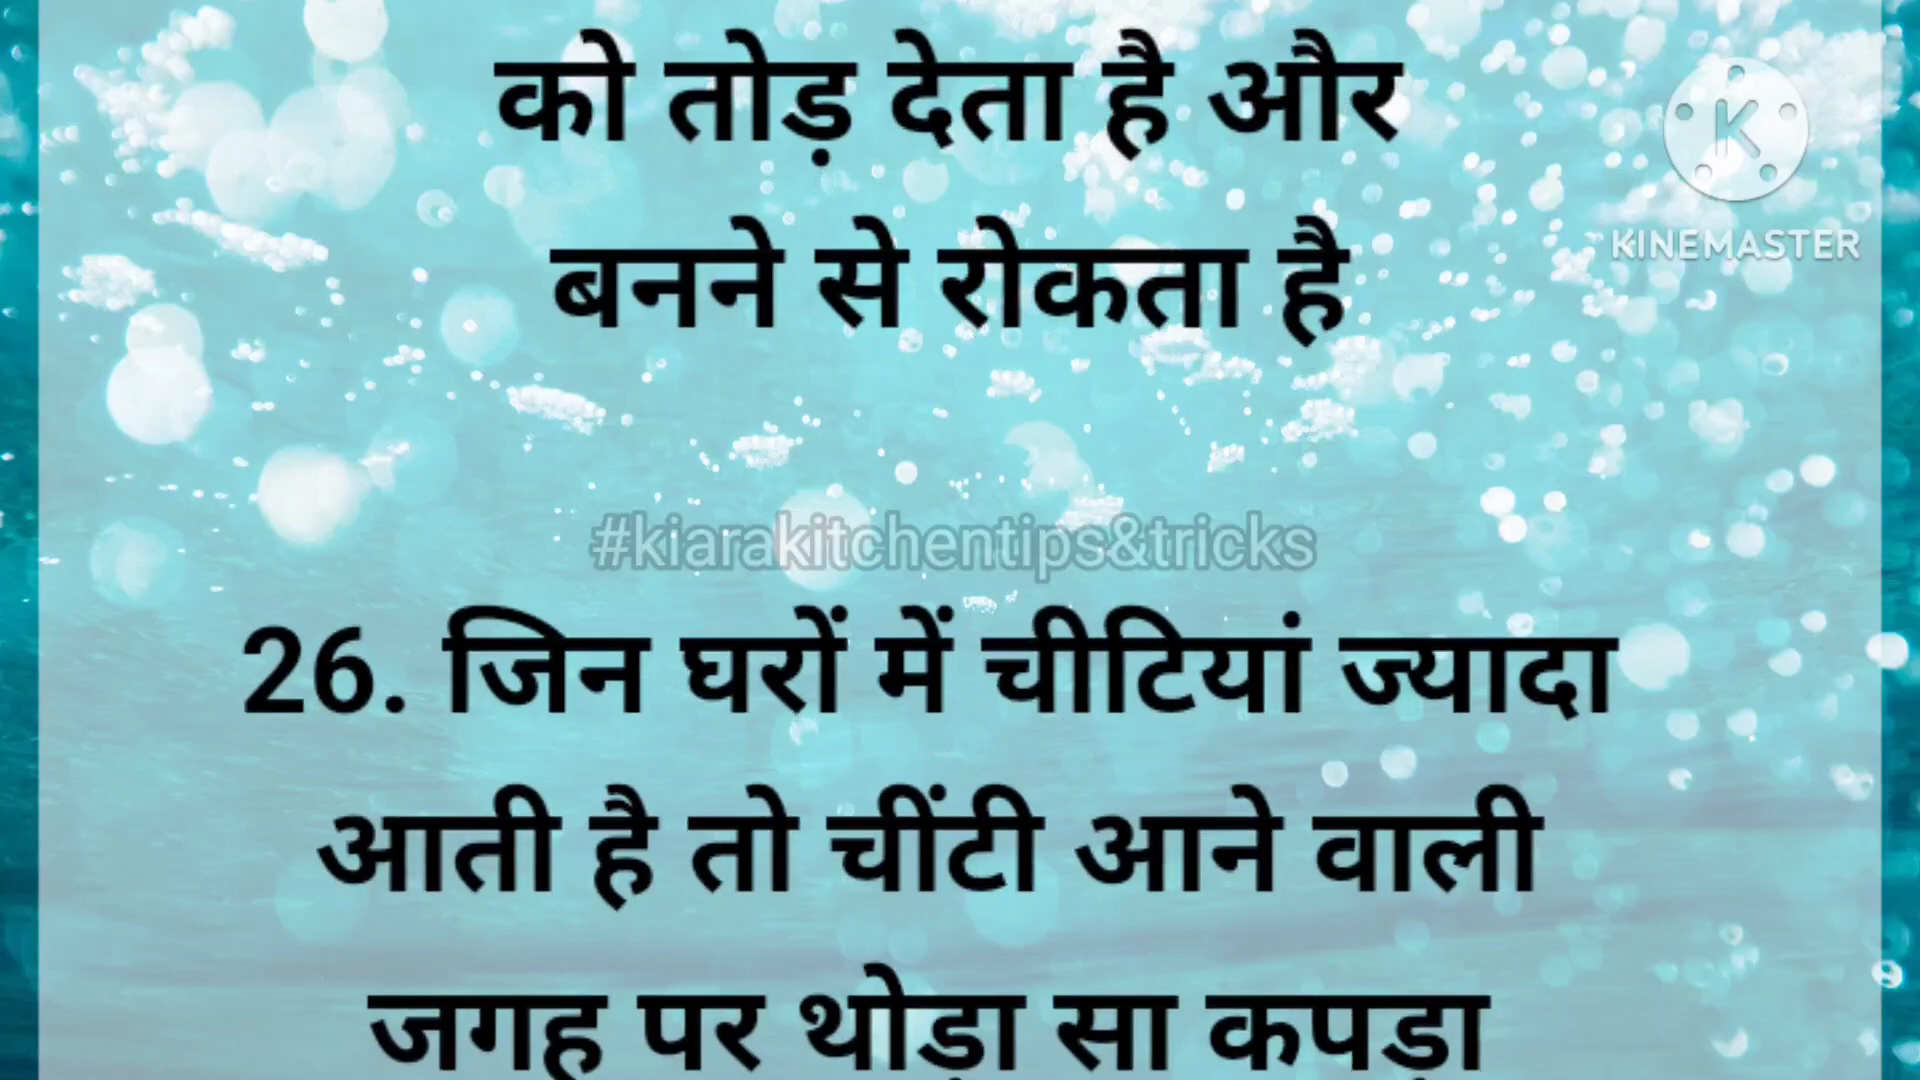 को तोड़ देता है और
बनने से रोकता है
KINEMASTER
#kiarakitchentips&tricks
26. जिन घरों में चीटियां ज्यादा
आती है तो चींटी आने वाली
जगह पर थोड़ा सा कपड़ा